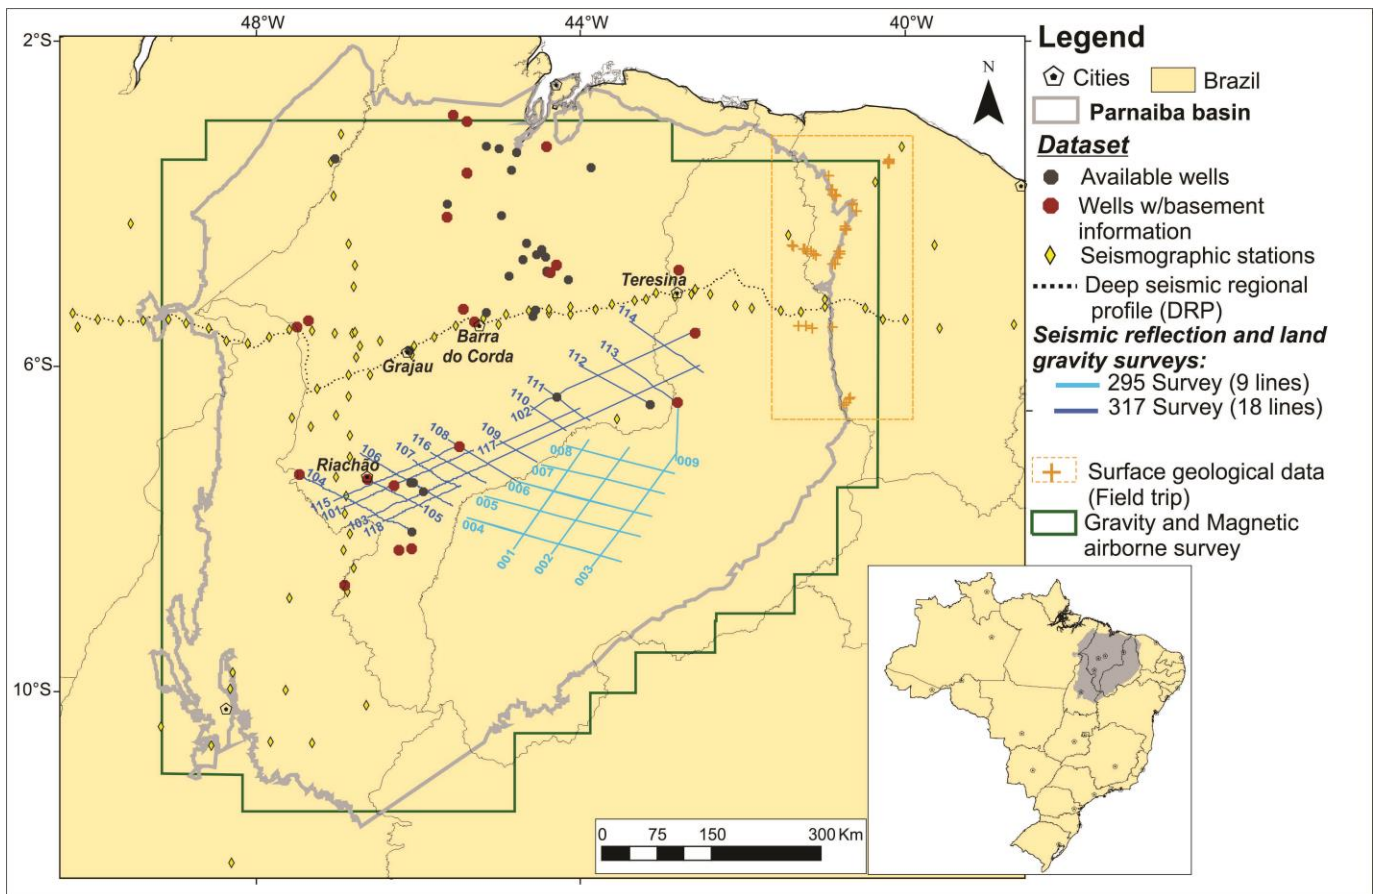 48°W
44°W
40°W
2°S
6°S
10°S
N
Teresina
Barra
do Corda
Grajau
Riachão
114
113
112
111
110
102
109
117
108
116
107
106
104
115
101
103
118
105
008
009
007
006
005
004
001
002
003
0 75 150 300 Km
Legend
Cities
Brazil
Parnaiba basin
Dataset
Available wells
Wells w/basement
information
Seismographic stations
Deep seismic regional
profile (DRP)
Seismic reflection and land
gravity surveys:
295 Survey (9 lines)
317 Survey (18 lines)
Surface geological data
(Field trip)
Gravity and Magnetic
airborne survey